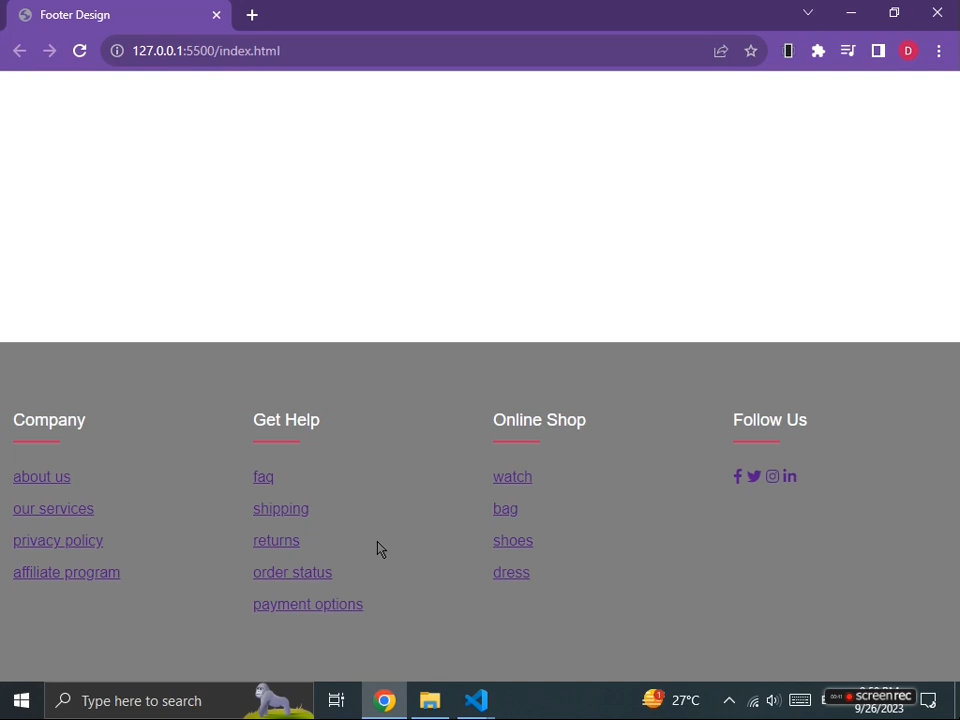 Footer Design
127.0.0.1:5500/index.html
D
Company
Get Help
Online Shop
Follow Us
about us
faq
watch
our services
shipping
bag
privacy policy
returns
shoes
affiliate program
order status
dress
payment options
Type here to search
1
27°C
screenrec
9/26/2023